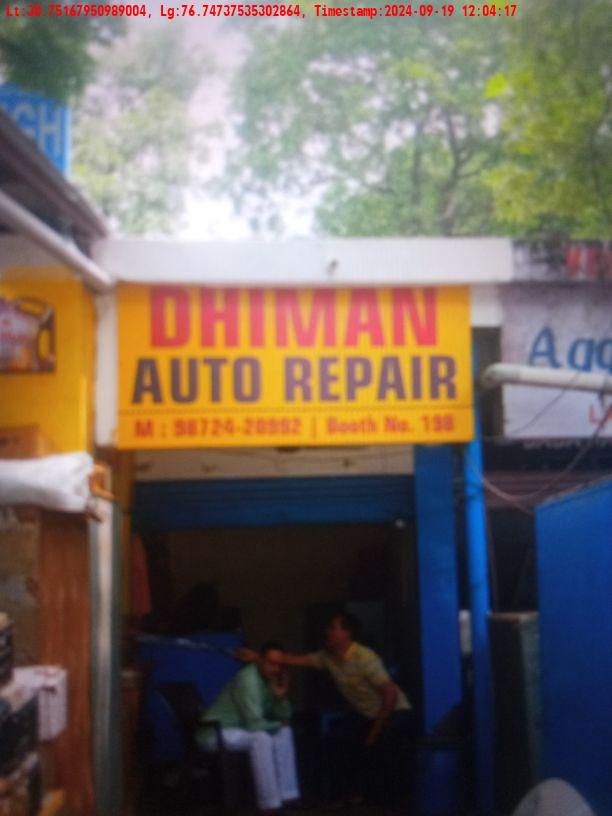 Lt:30.75167950989004, Lg:76.74737535302864, Timestamp:2024-09-19 12:04:17
GH
DHIMAN
AUTO REPAIR
M : 98724-20992 | Booth No. 198